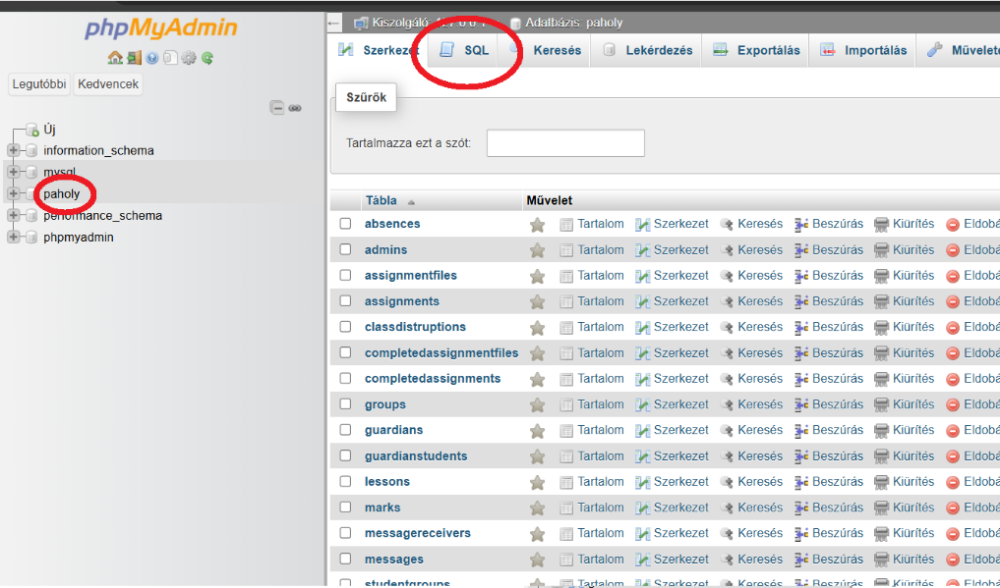 phpMyAdmin
Legutóbbi Kedvencek
Új
information_schema
mysql
paholy
performance_schema
phpmyadmin
Kiszolgáló: Adatbázis: paholy
Szerkezet SQL Keresés Lekérdezés Exportálás Importálás Művelete
Szűrők
Tartalmazza ezt a szót:
Tábla Művelet
absences Tartalom Szerkezet Keresés Beszúrás Kiürítés Eldobá
admins Tartalom Szerkezet Keresés Beszúrás Kiürítés Eldobá
assignmentfiles Tartalom Szerkezet Keresés Beszúrás Kiürítés Eldobá
assignments Tartalom Szerkezet Keresés Beszúrás Kiürítés Eldobá
classdistruptions Tartalom Szerkezet Keresés Beszúrás Kiürítés Eldobá
completedassignmentfiles Tartalom Szerkezet Keresés Beszúrás Kiürítés Eldobá
completedassignments Tartalom Szerkezet Keresés Beszúrás Kiürítés Eldobá
groups Tartalom Szerkezet Keresés Beszúrás Kiürítés Eldobá
guardians Tartalom Szerkezet Keresés Beszúrás Kiürítés Eldobá
guardianstudents Tartalom Szerkezet Keresés Beszúrás Kiürítés Eldobá
lessons Tartalom Szerkezet Keresés Beszúrás Kiürítés Eldobá
marks Tartalom Szerkezet Keresés Beszúrás Kiürítés Eldobá
messagereceivers Tartalom Szerkezet Keresés Beszúrás Kiürítés Eldobá
messages Tartalom Szerkezet Keresés Beszúrás Kiürítés Eldobá
studentgroups Tartalom Szerkezet Keresés Beszúrás Kiürítés Eldobá